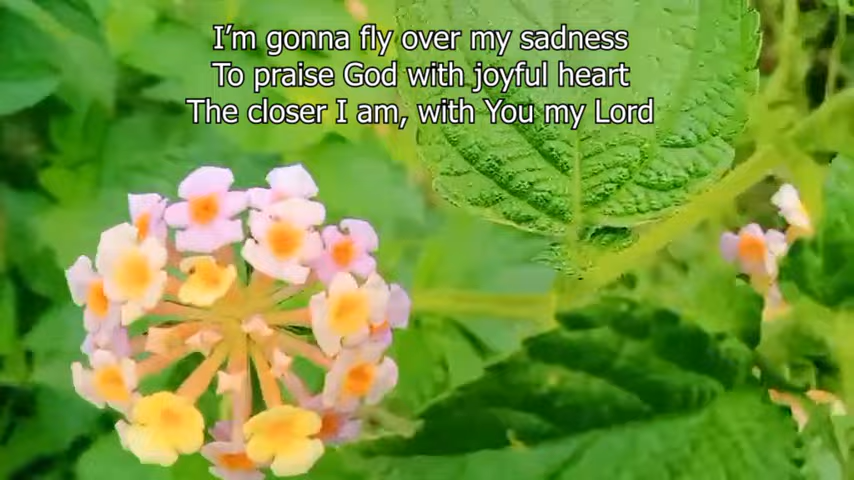 I’m gonna fly over my sadness
To praise God with joyful heart
The closer I am, with You my Lord